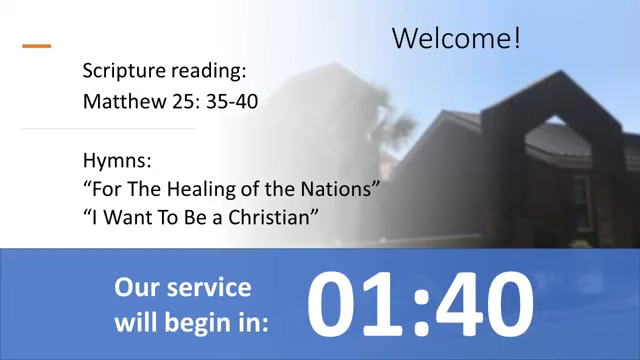 Welcome!
Scripture reading:
Matthew 25: 35-40
Hymns:
“For The Healing of the Nations”
“I Want To Be a Christian”
Our service
will begin in:
01:40